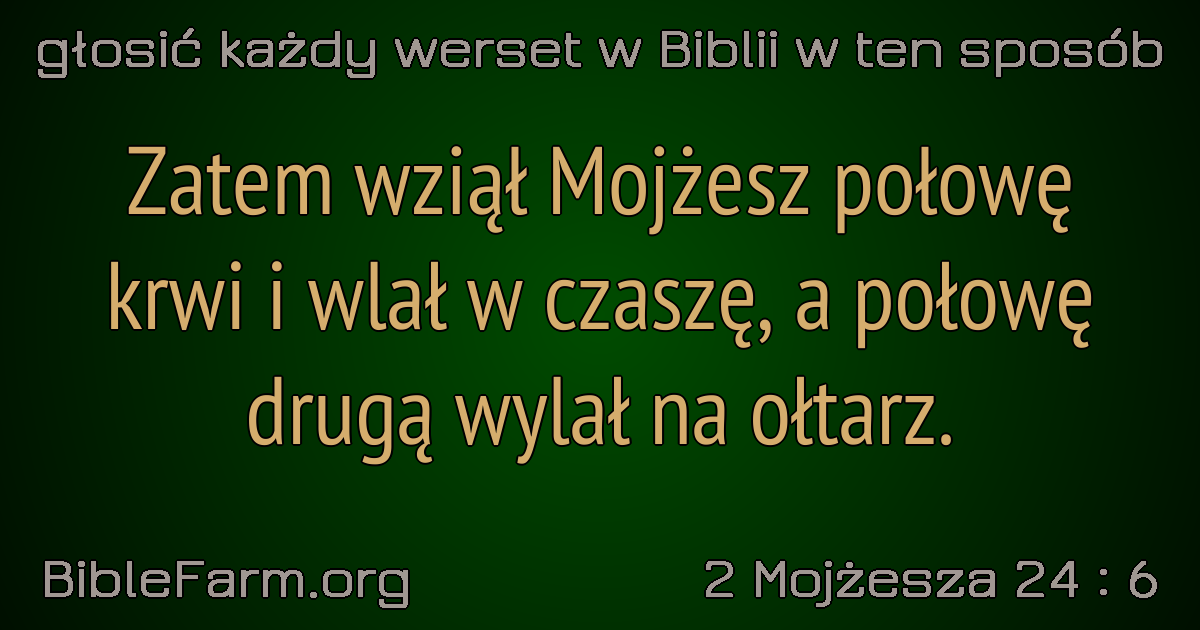 głosić każdy werset w Biblii w ten sposób
Zatem wziął Mojżesz połowę
krwi i wlał w czaszę, a połowę
drugą wylał na ołtarz.
BibleFarm.org
2 Mojżesza 24 : 6